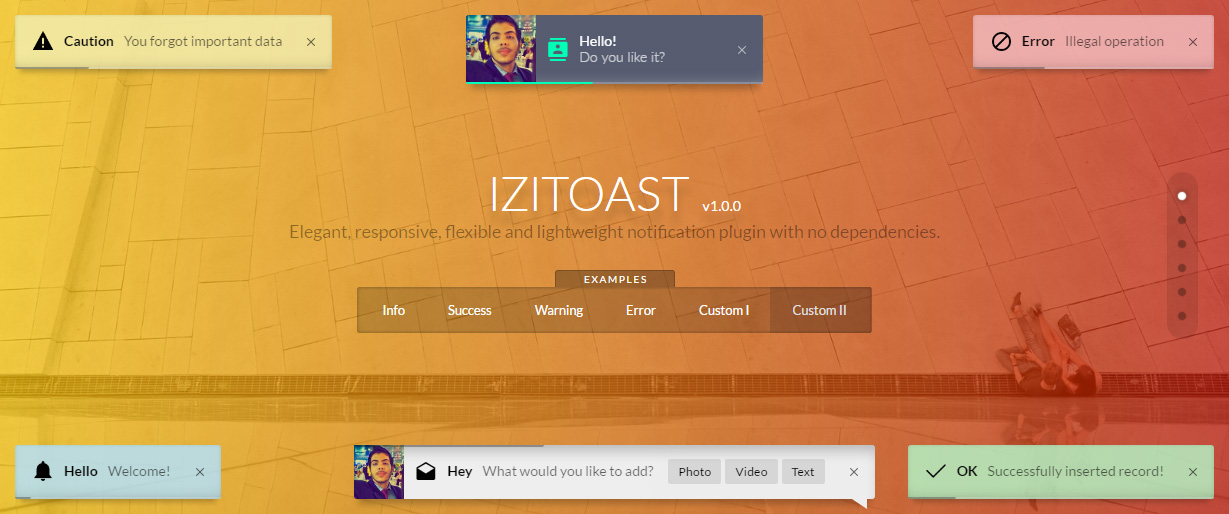 Caution You forgot important data ×
Hello!
Do you like it? ×
Error Illegal operation ×
IZITOAST v1.0.0
Elegant, responsive, flexible and lightweight notification plugin with no dependencies.
EXAMPLES
Info Success Warning Error Custom I Custom II
Hello Welcome! ×
Hey What would you like to add? Photo Video Text ×
OK Successfully inserted record! ×